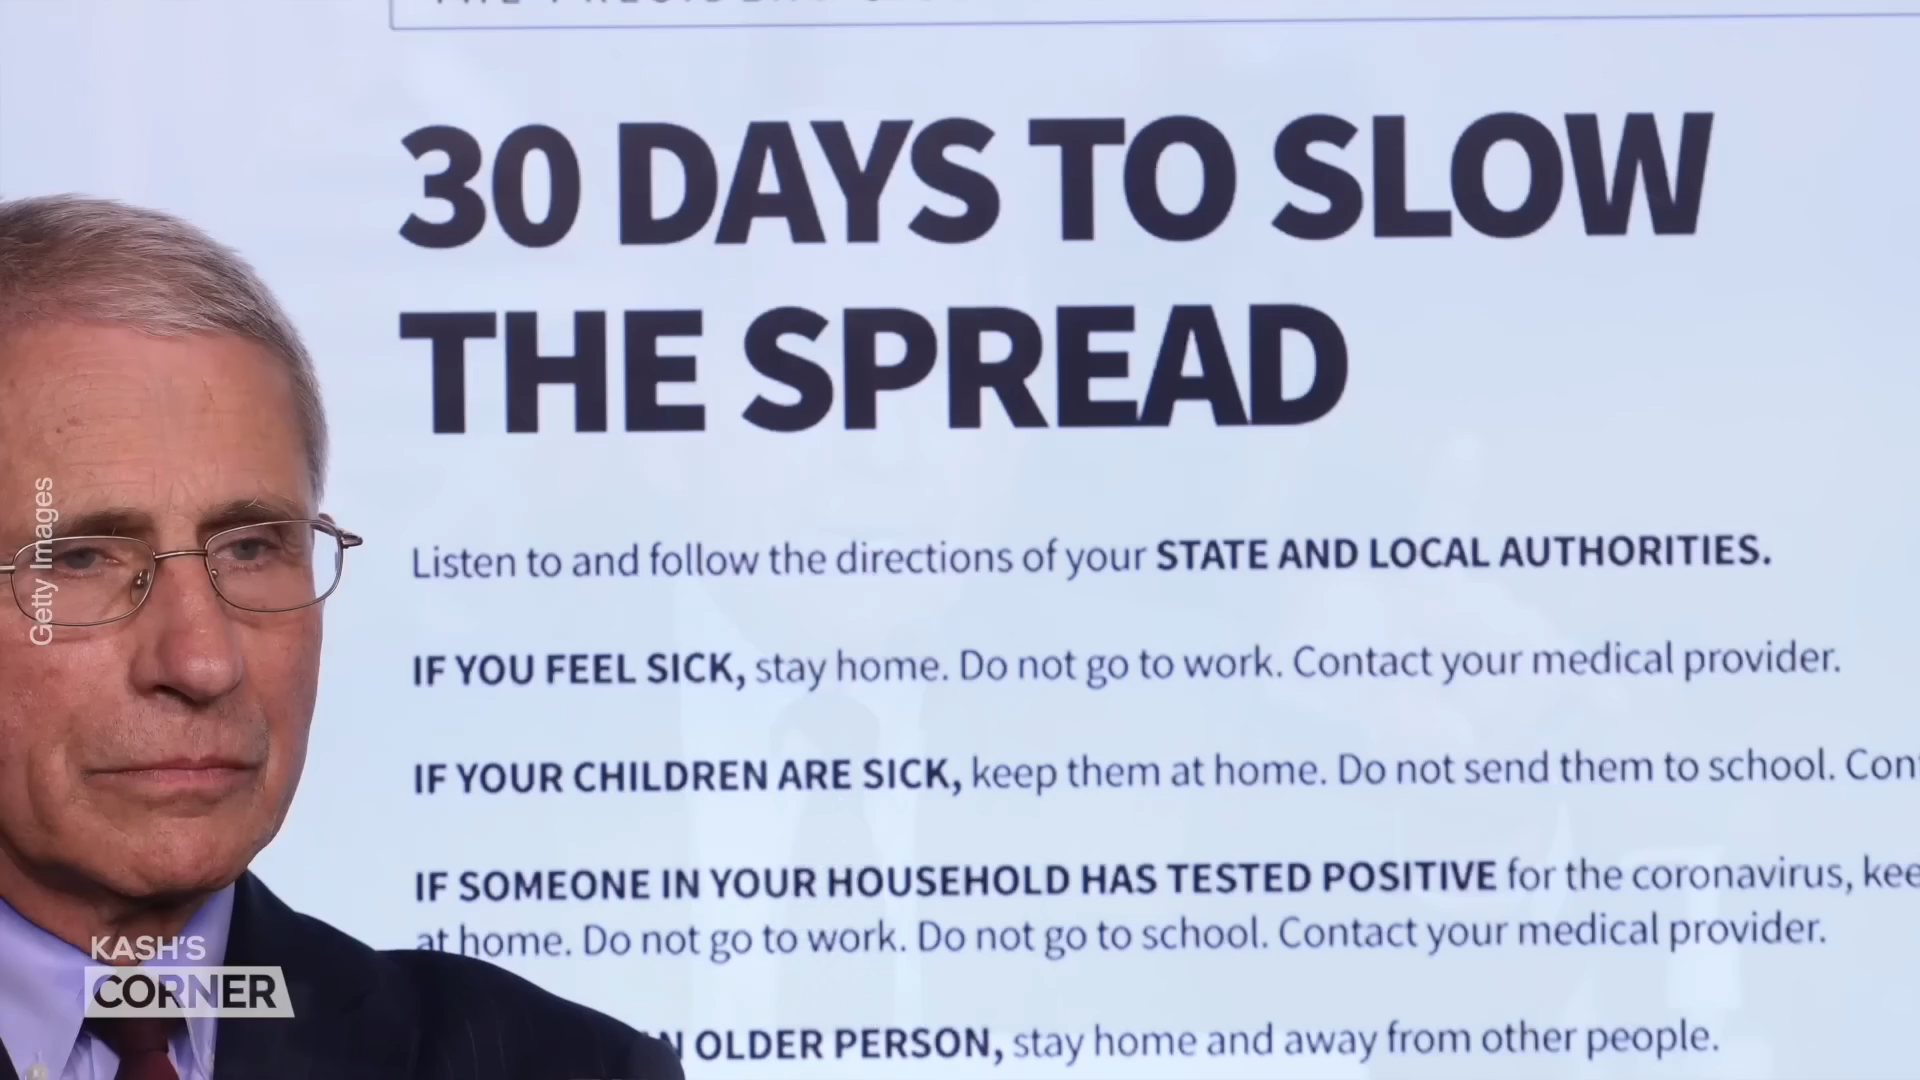 30 DAYS TO SLOW
THE SPREAD
Listen to and follow the directions of your STATE AND LOCAL AUTHORITIES.
IF YOU FEEL SICK, stay home. Do not go to work. Contact your medical provider.
IF YOUR CHILDREN ARE SICK, keep them at home. Do not send them to school.
IF SOMEONE IN YOUR HOUSEHOLD HAS TESTED POSITIVE for the coronavirus,
at home. Do not go to work. Do not go to school. Contact your medical provider.
OLDER PERSON, stay home and away from other people.
Getty Images
KASH'S
CORNER